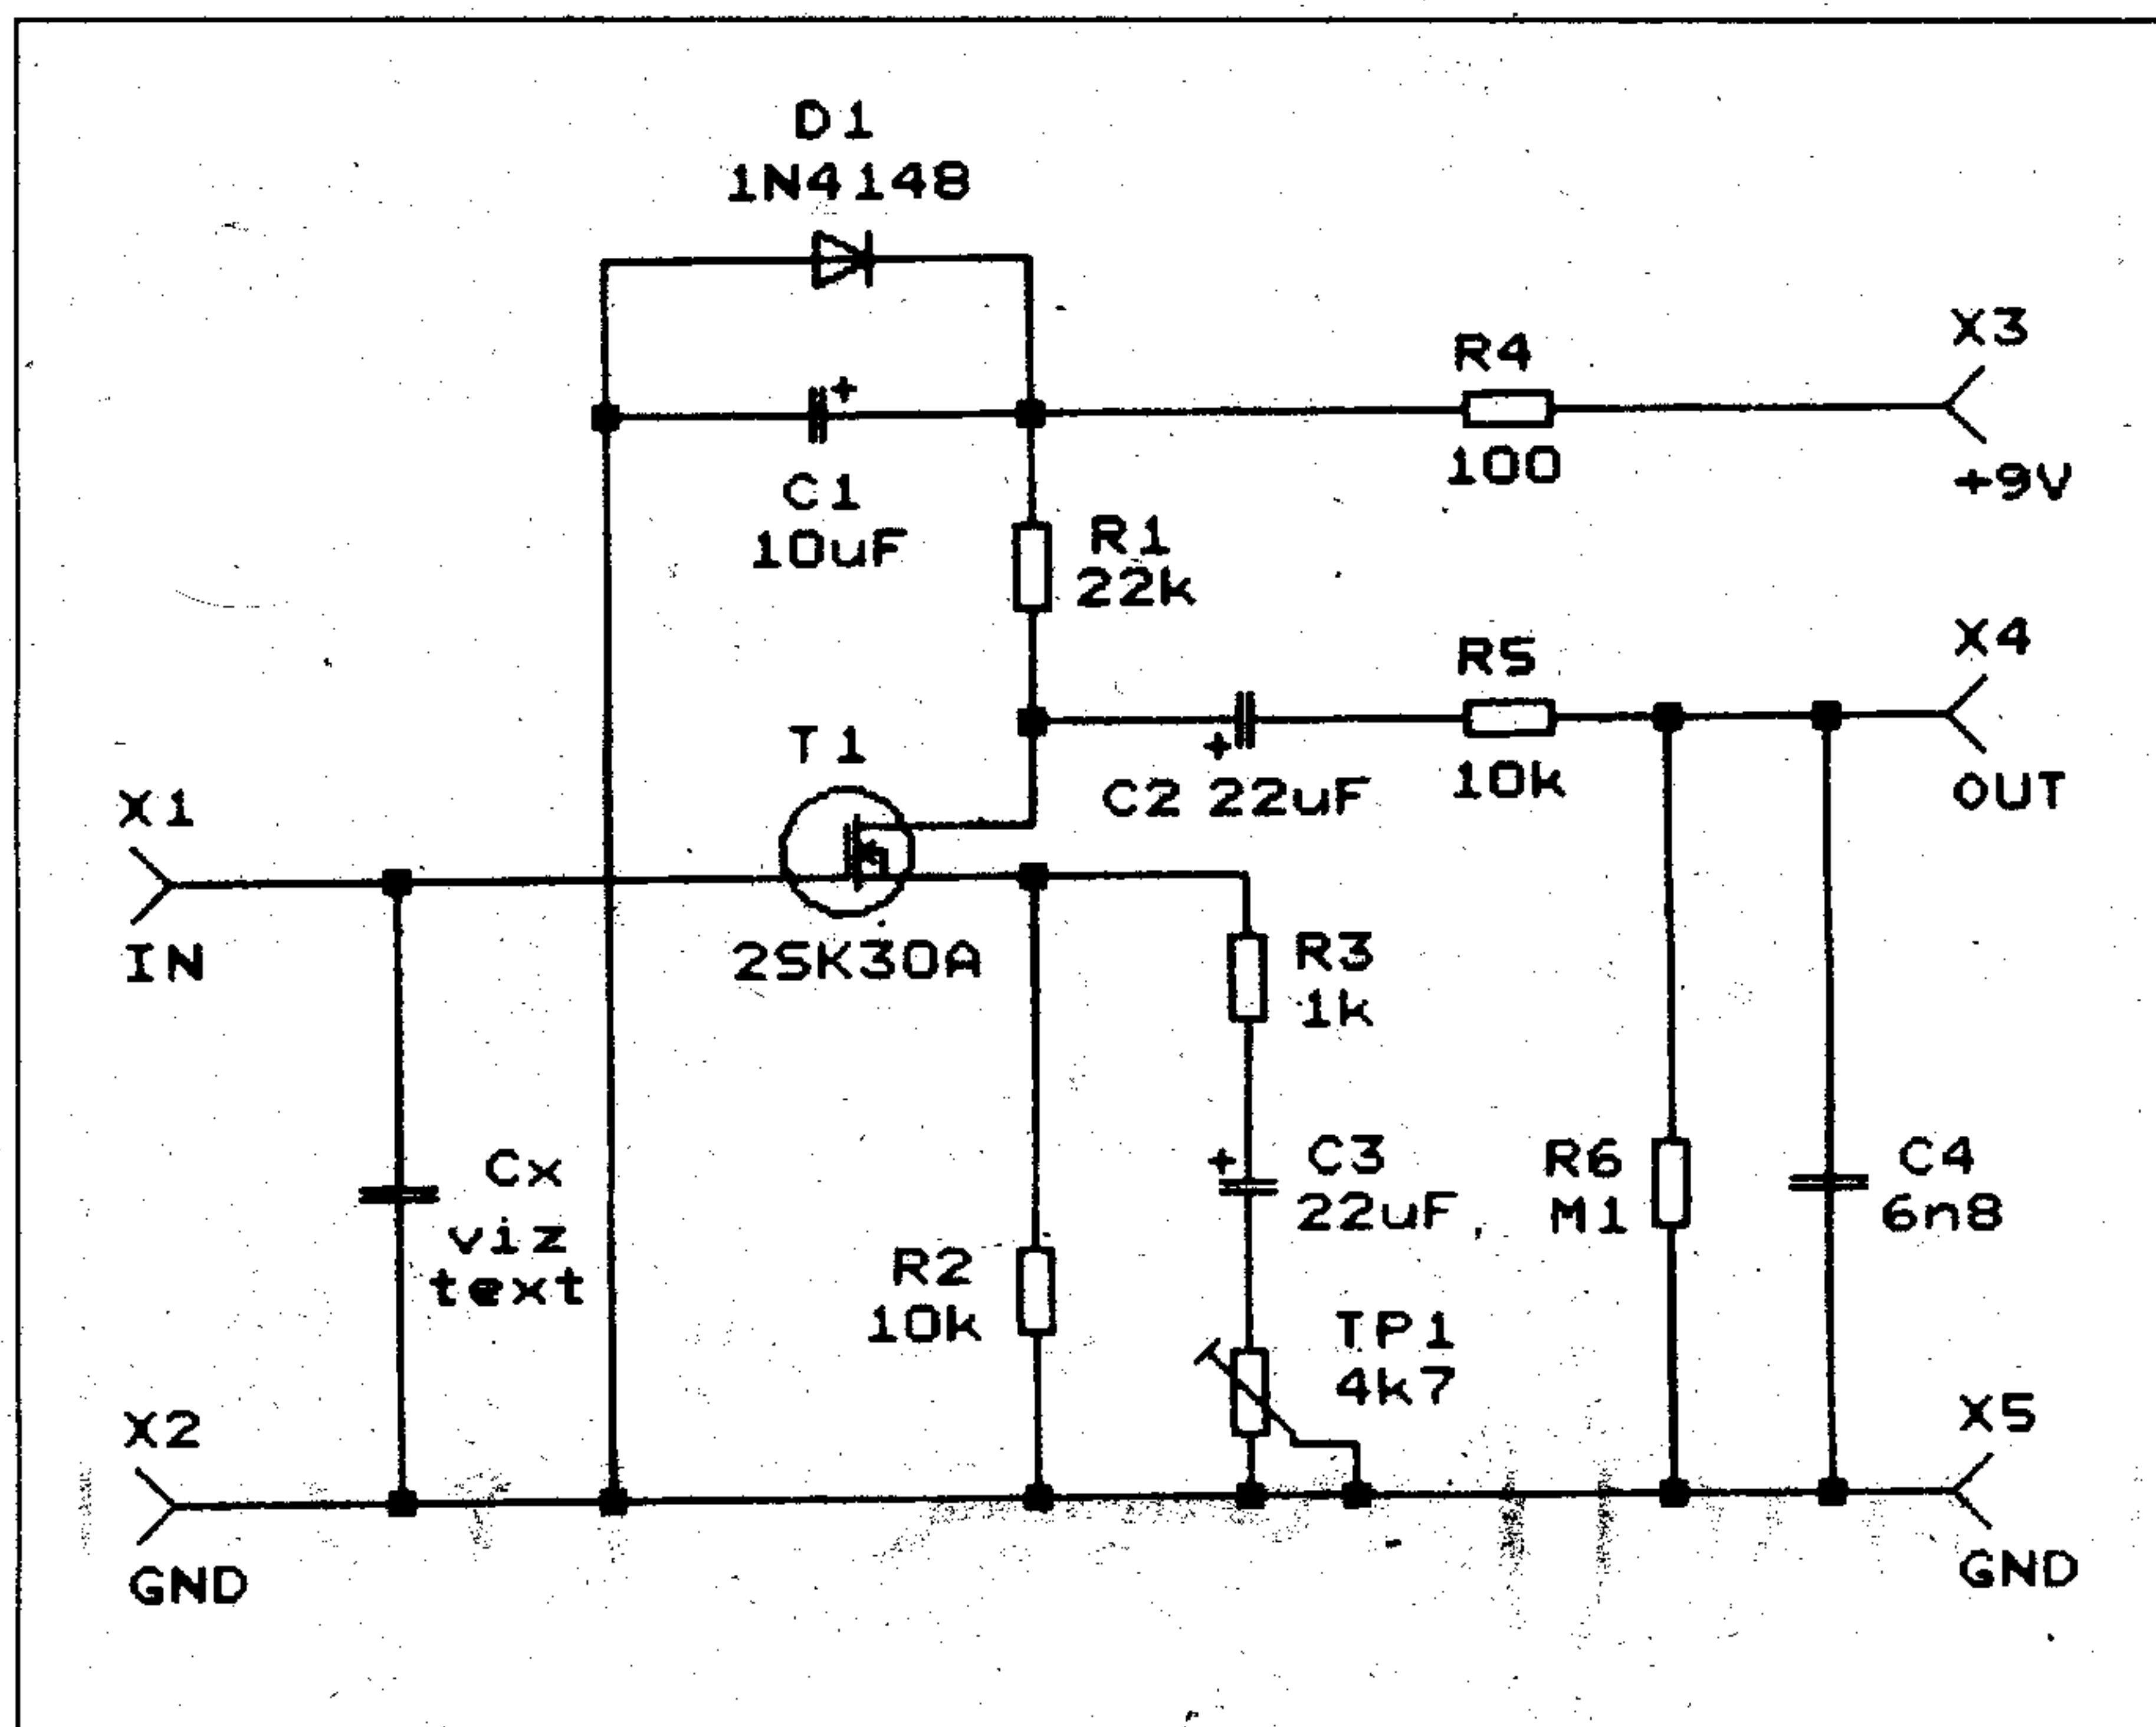 D1
1N4148
X3
R4
100
+9V
+
C1
10uF
R1
22k
X4
R5
+
10k
C2 22uF
OUT
T1
X1
IN
2SK30A
R3
1k
+
C3
22uF
R6
M1
C4
6n8
Cx
viz
text
R2
10k
TP1
4k7
X2
GND
X5
GND